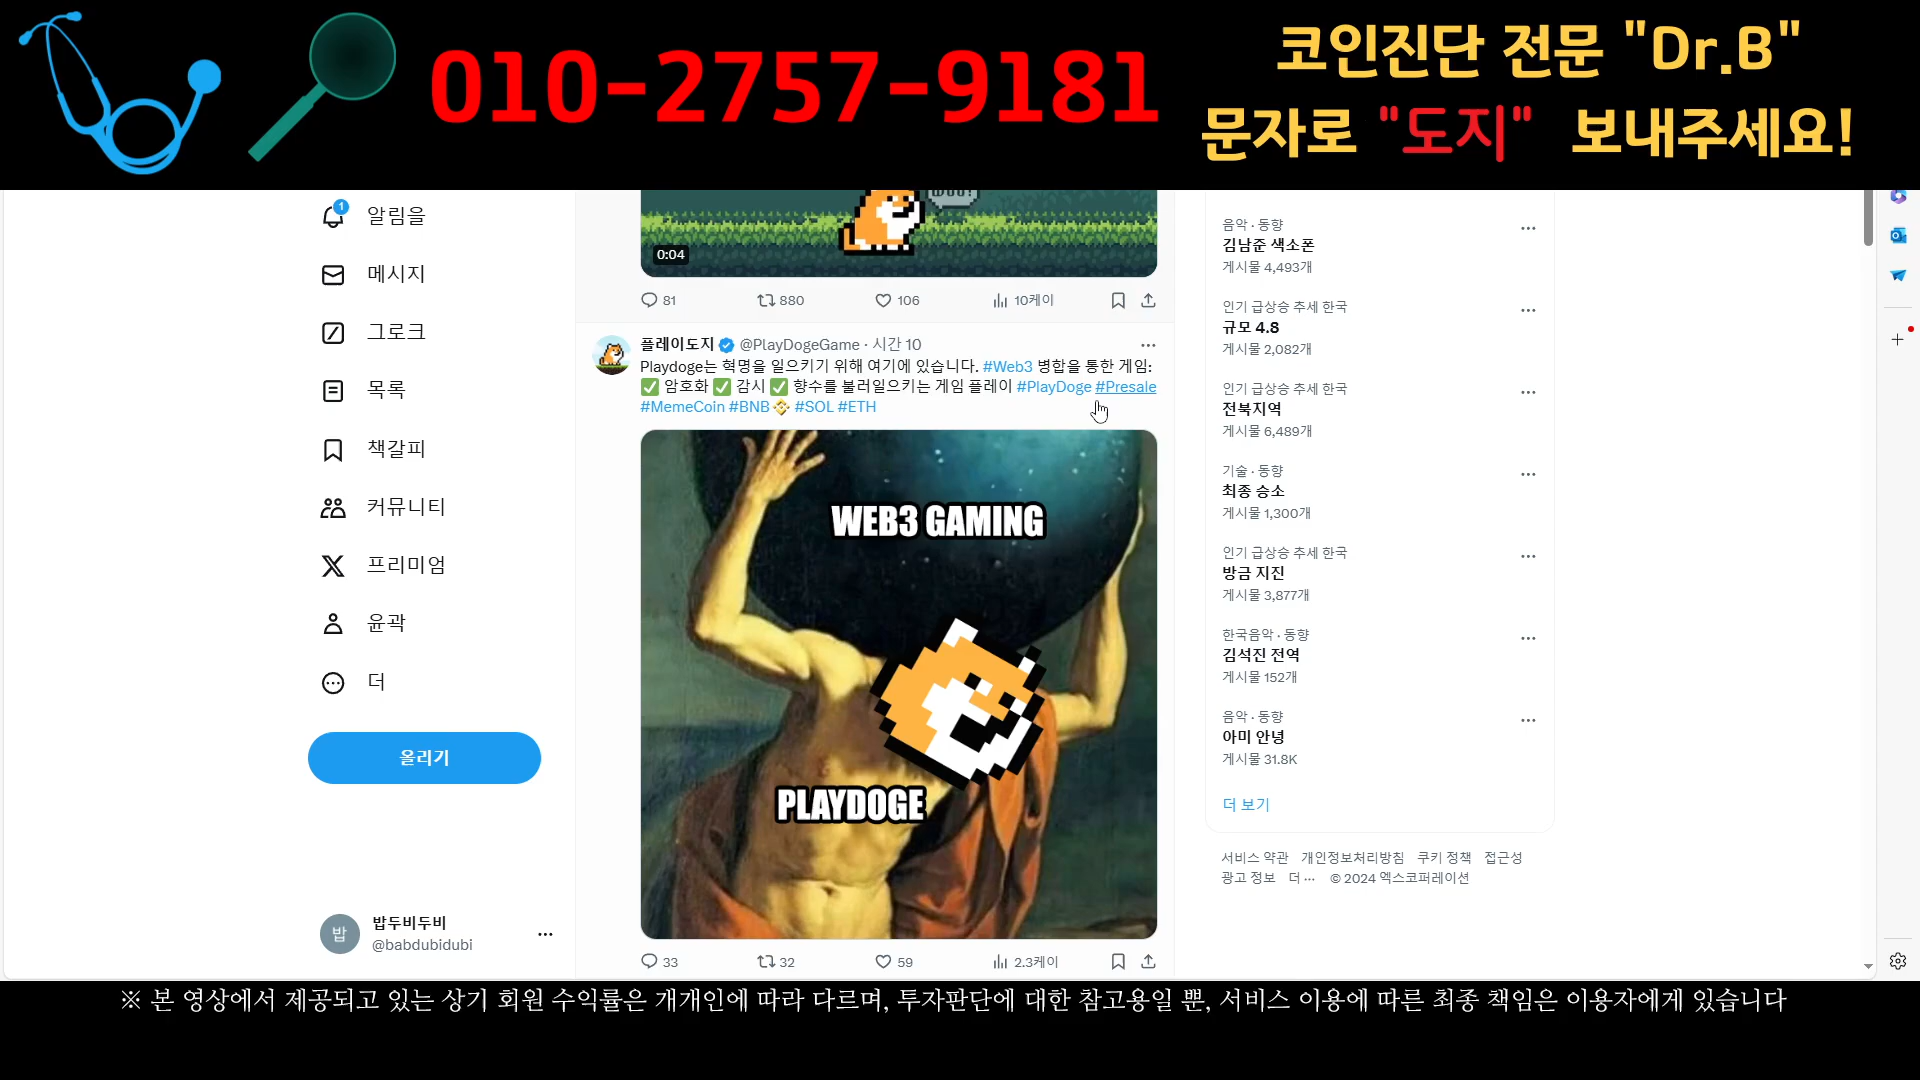 010-2757-9181
코인진단 전문 "Dr.B"
문자로 "도지" 보내주세요!
1
알림을
메시지
그로크
목록
책갈피
커뮤니티
프리미엄
윤곽
더
올리기
밥
밥두비두비
@babdubidubi
0:04
81 880 106 10케이
플레이도지 @PlayDogeGame · 시간 10
Playdoge는 혁명을 일으키기 위해 여기에 있습니다. #Web3 병합을 통한 게임:
✅ 암호화 ✅ 감시 ✅ 향수를 불러일으키는 게임 플레이 #PlayDoge #Presale
#MemeCoin #BNB #SOL #ETH
WEB3 GAMING
PLAYDOGE
33 32 59 2.3케이
음악 · 동향
김남준 색소폰
게시물 4,493개
인기 급상승 추세 한국
규모 4.8
게시물 2,082개
인기 급상승 추세 한국
전북지역
게시물 6,489개
기술 · 동향
최종 승소
게시물 1,300개
인기 급상승 추세 한국
방금 지진
게시물 3,877개
한국음악 · 동향
김석진 전역
게시물 152개
음악 · 동향
아미 안녕
게시물 31.8K
더 보기
서비스 약관 개인정보처리방침 쿠키 정책 접근성
광고 정보 더 ··· © 2024 엑스코퍼레이션
※ 본 영상에서 제공되고 있는 상기 회원 수익률은 개개인에 따라 다르며, 투자판단에 대한 참고용일 뿐, 서비스 이용에 따른 최종 책임은 이용자에게 있습니다